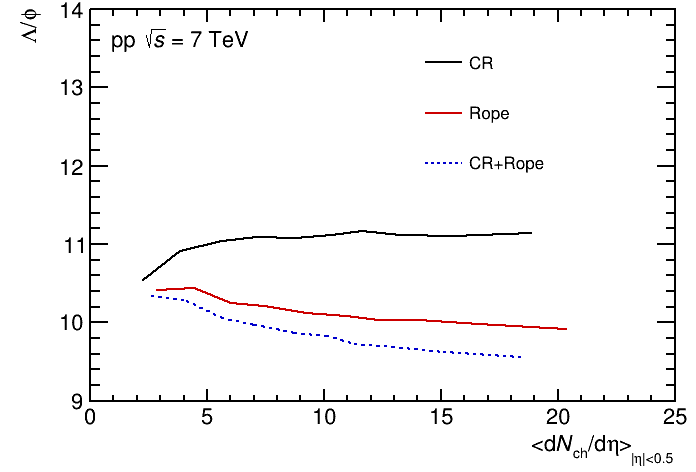 Λ/φ
pp √s = 7 TeV
CR
Rope
CR+Rope
14
13
12
11
10
9
0 5 10 15 20 25
<dN_ch/dη>_|η|<0.5